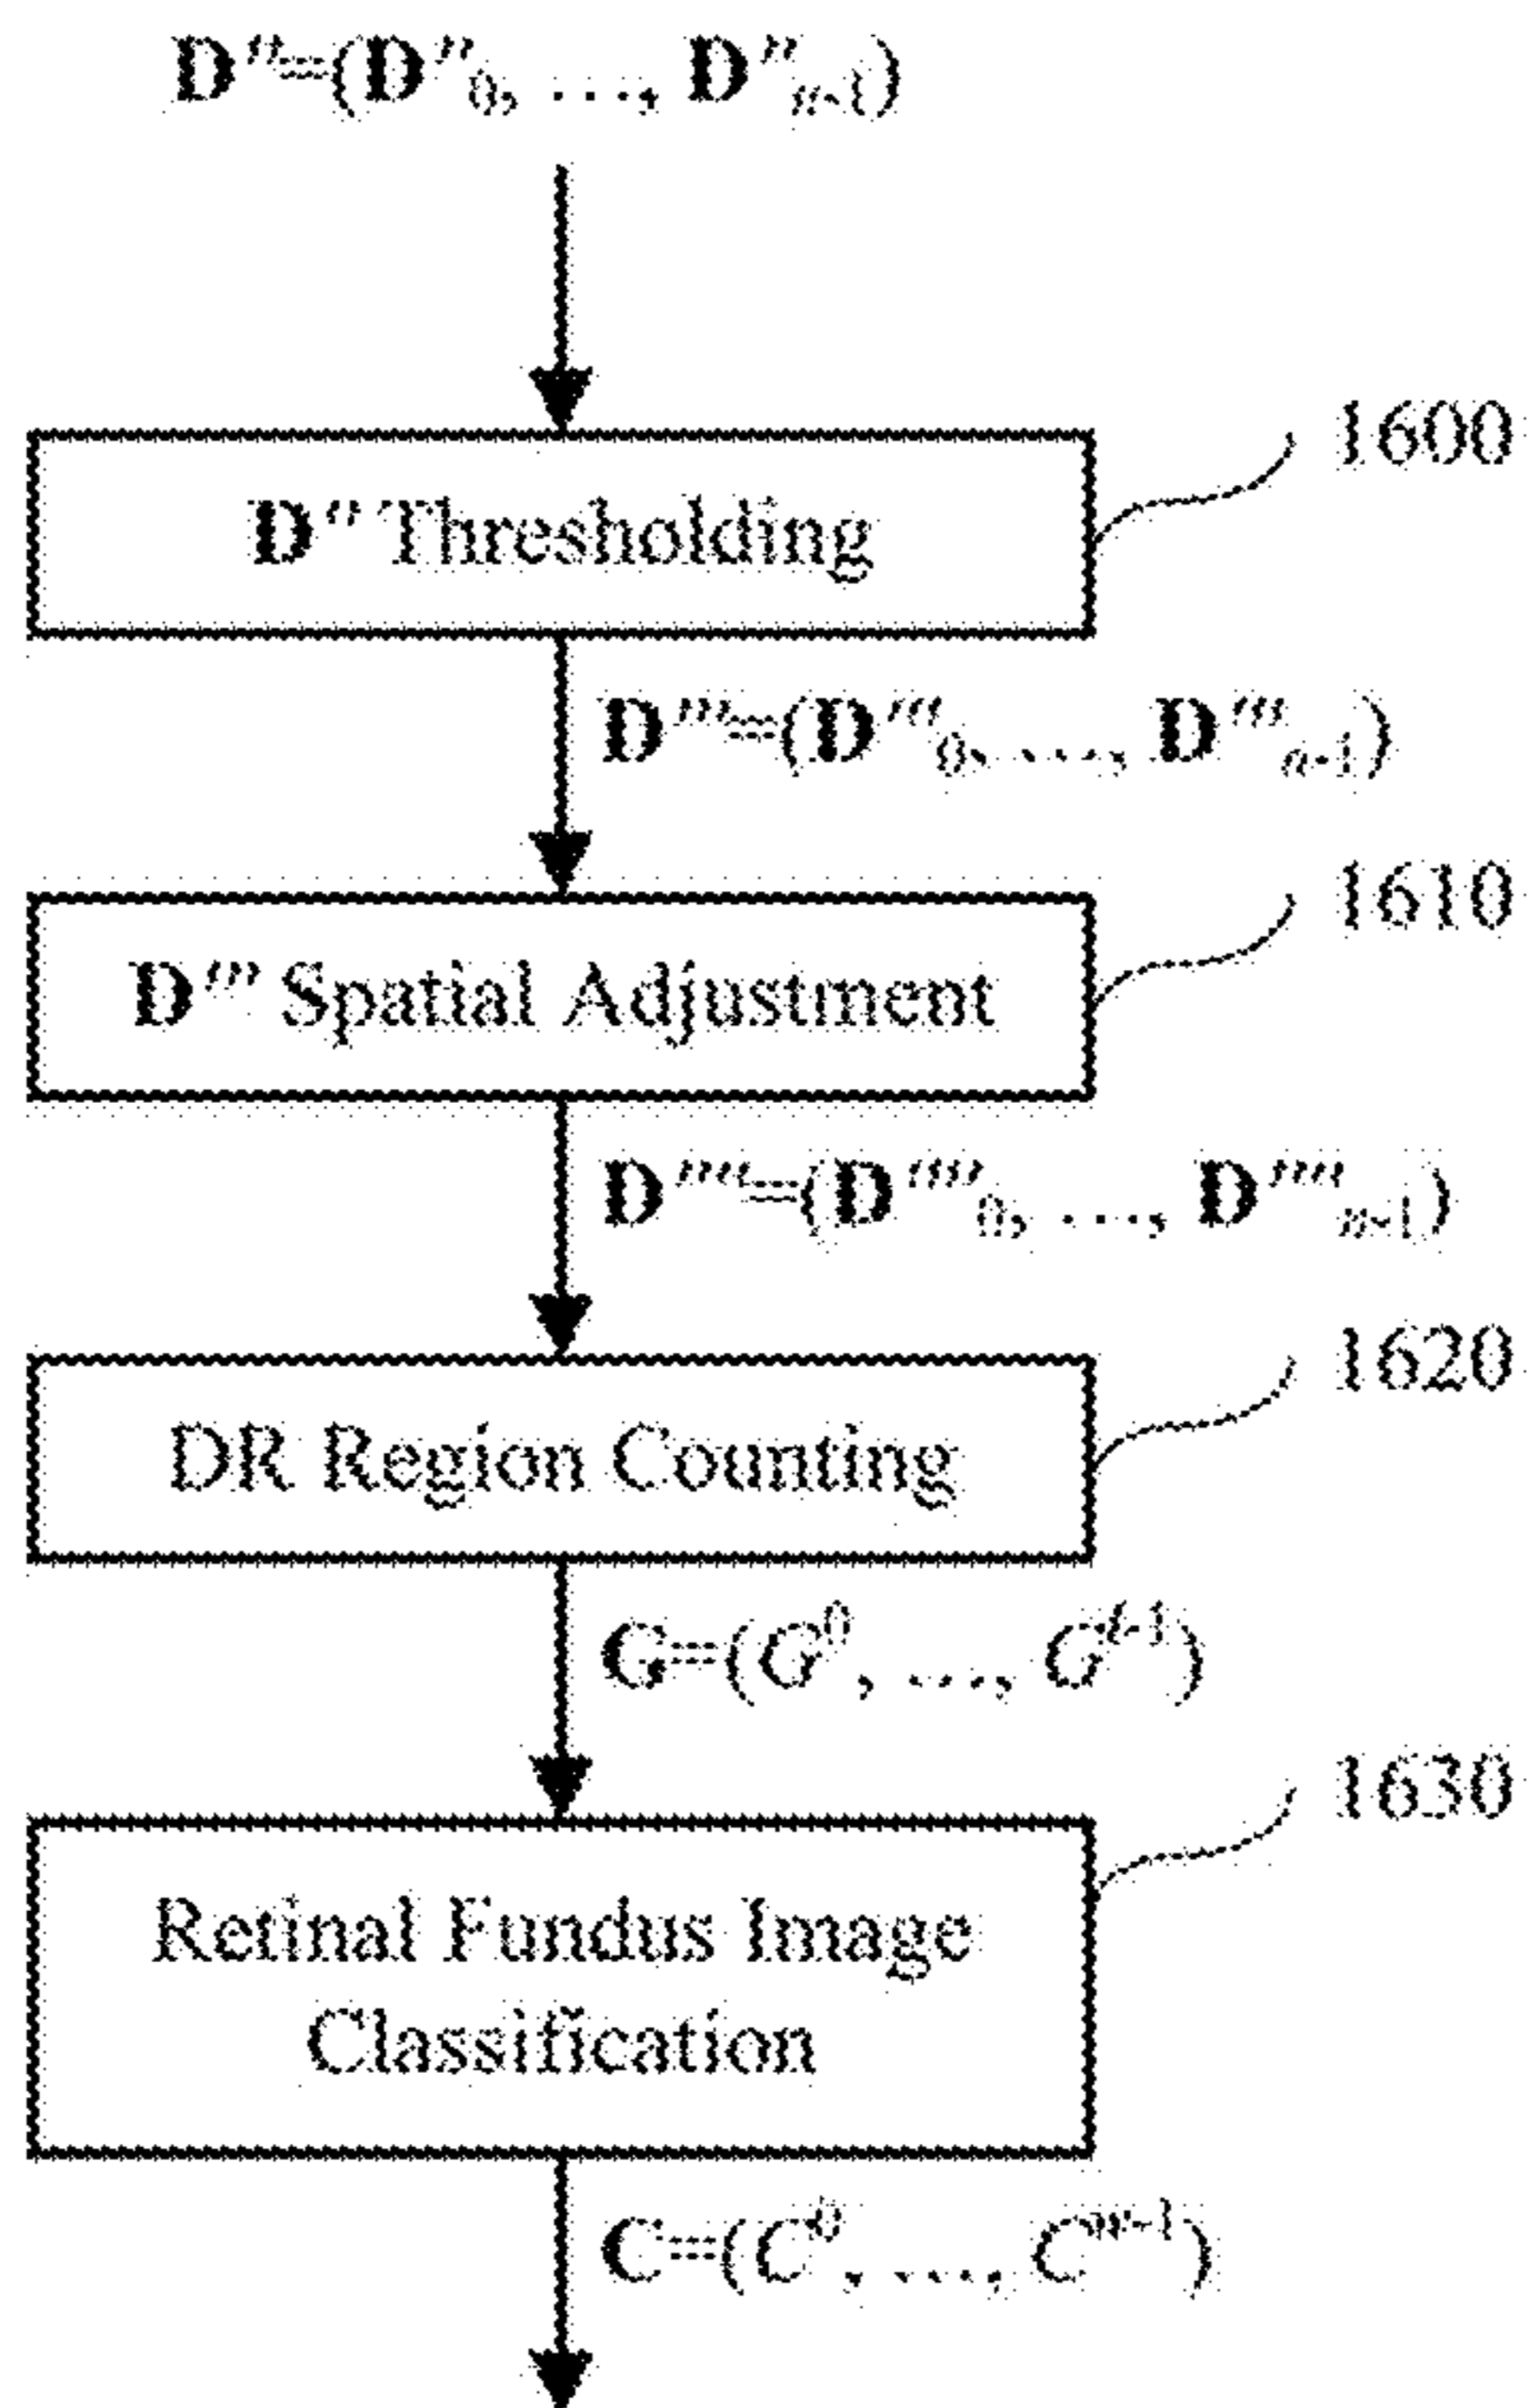 D″=(D″₀, ..., D″ₙ₋₁)
1600
D″ Thresholding
D‴=(D‴₀, ..., D‴ₙ₋₁)
1610
D‴ Spatial Adjustment
D⁗=(D⁗₀, ..., D⁗ₙ₋₁)
1620
DR Region Counting
G=(G⁰, ..., Gᵗ⁻¹)
1630
Retinal Fundus Image
Classification
C=(C⁰, ..., Cʷ⁻¹)